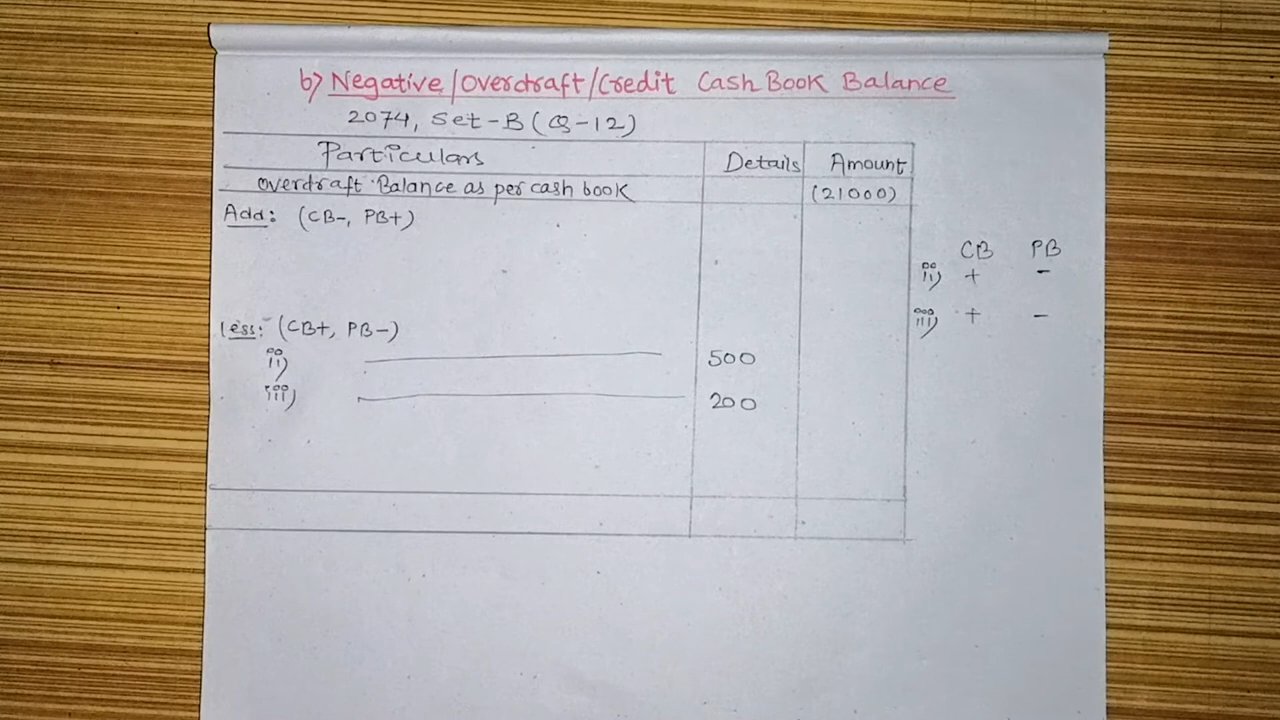 b) Negative/Overdraft/Credit Cash Book Balance
2074, Set-B (Q-12)
Particulars Details Amount
overdraft Balance as per cash book (21000)
Add: (CB-, PB+)
CB PB
ii) + -
iii) + -
Less: (CB+, PB-)
ii) 500
iii) 200